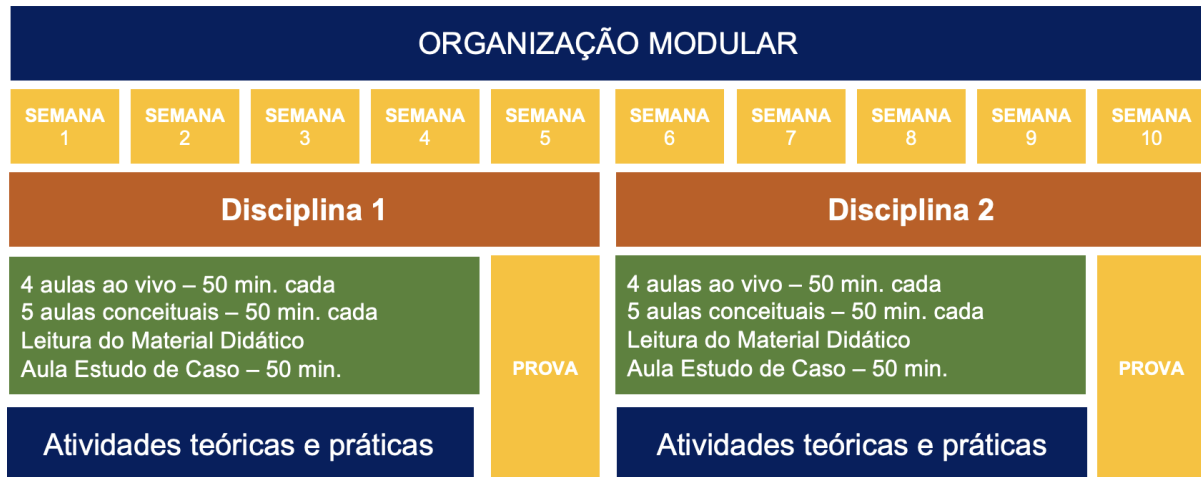 ORGANIZAÇÃO MODULAR
SEMANA
1
SEMANA
2
SEMANA
3
SEMANA
4
SEMANA
5
SEMANA
6
SEMANA
7
SEMANA
8
SEMANA
9
SEMANA
10
Disciplina 1
Disciplina 2
4 aulas ao vivo – 50 min. cada
5 aulas conceituais – 50 min. cada
Leitura do Material Didático
Aula Estudo de Caso – 50 min.
PROVA
4 aulas ao vivo – 50 min. cada
5 aulas conceituais – 50 min. cada
Leitura do Material Didático
Aula Estudo de Caso – 50 min.
PROVA
Atividades teóricas e práticas
Atividades teóricas e práticas